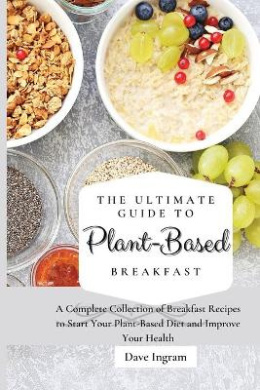 THE ULTIMATE
GUIDE TO
Plant-Based
BREAKFAST
A Complete Collection of Breakfast Recipes
to Start Your Plant-Based Diet and Improve
Your Health
Dave Ingram